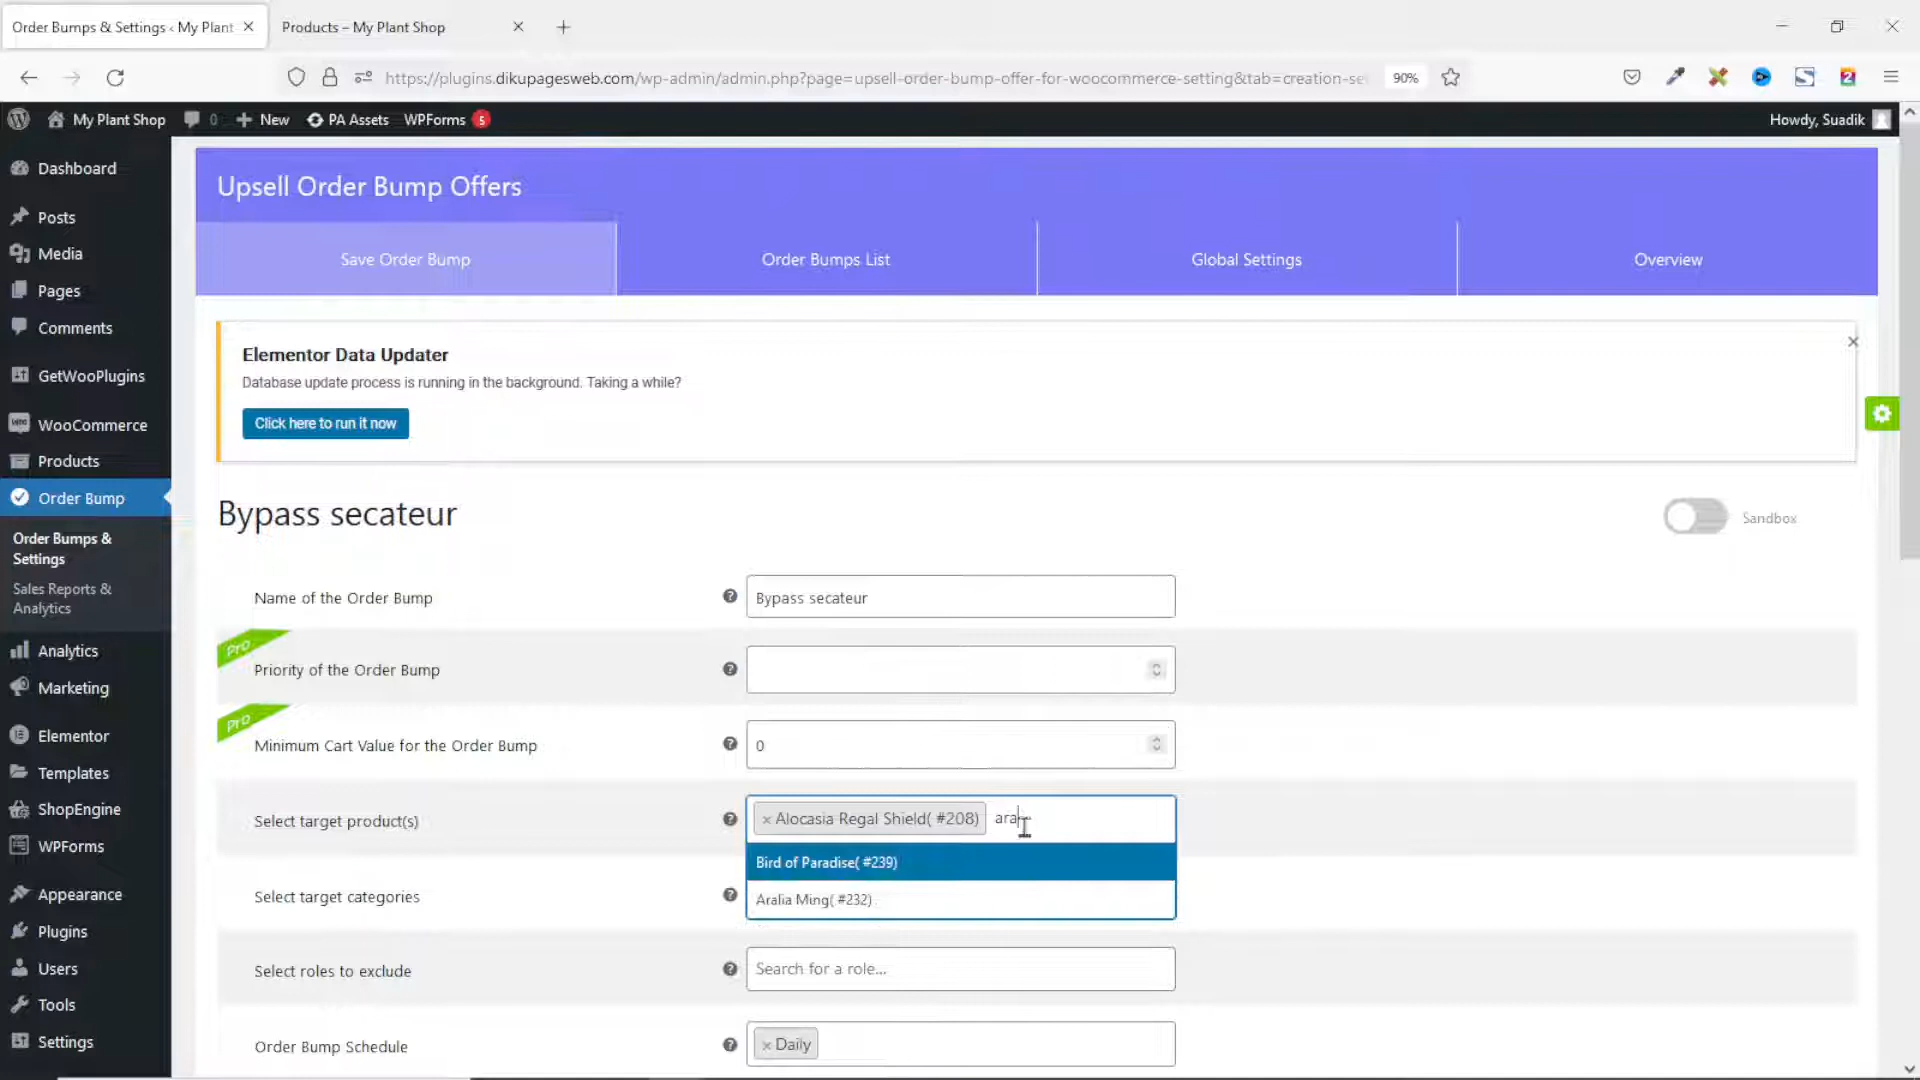 Order Bumps & Settings ‹ My Plant
Products – My Plant Shop
https://plugins.dikupagesweb.com/wp-admin/admin.php?page=upsell-order-bump-offer-for-woocommerce-setting&tab=creation-se
90%
2
My Plant Shop
0
New
PA Assets
WPForms
5
Howdy, Suadik
Dashboard
Posts
Media
Pages
Comments
GetWooPlugins
WooCommerce
Products
Order Bump
Order Bumps &
Settings
Sales Reports &
Analytics
Analytics
Marketing
Elementor
Templates
ShopEngine
WPForms
Appearance
Plugins
Users
Tools
Settings
Upsell Order Bump Offers
Save Order Bump
Order Bumps List
Global Settings
Overview
Elementor Data Updater
Database update process is running in the background. Taking a while?
Click here to run it now
Bypass secateur
Sandbox
Name of the Order Bump
Bypass secateur
Pro
Priority of the Order Bump
Pro
Minimum Cart Value for the Order Bump
0
Select target product(s)
× Alocasia Regal Shield( #208)
ara
Bird of Paradise( #239)
Aralia Ming( #232)
Select target categories
Select roles to exclude
Search for a role...
Order Bump Schedule
× Daily